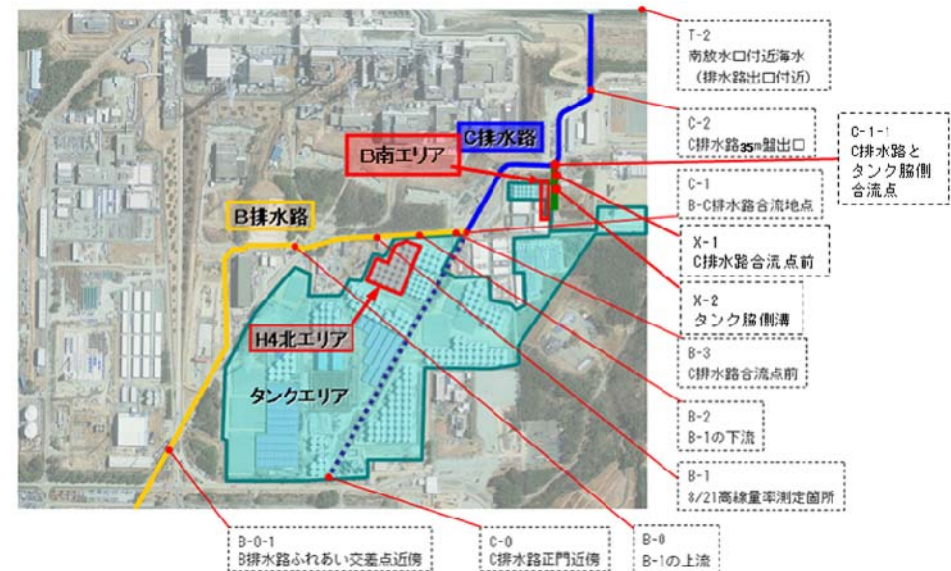 T-2
南放水口付近海水
（排水路出口付近）
C-2
C排水路35m盤出口
C-1-1
C排水路と
タンク脇側
合流点
C-1
B-C排水路合流地点
X-1
C排水路合流点前
X-2
タンク脇側溝
B-3
C排水路合流点前
B-2
B-1の下流
B-1
8/21高線量率測定箇所
B-0
B-1の上流
C-0
C排水路正門近傍
B-0-1
B排水路ふれあい交差点近傍
C排水路
B南エリア
B排水路
H4北エリア
タンクエリア